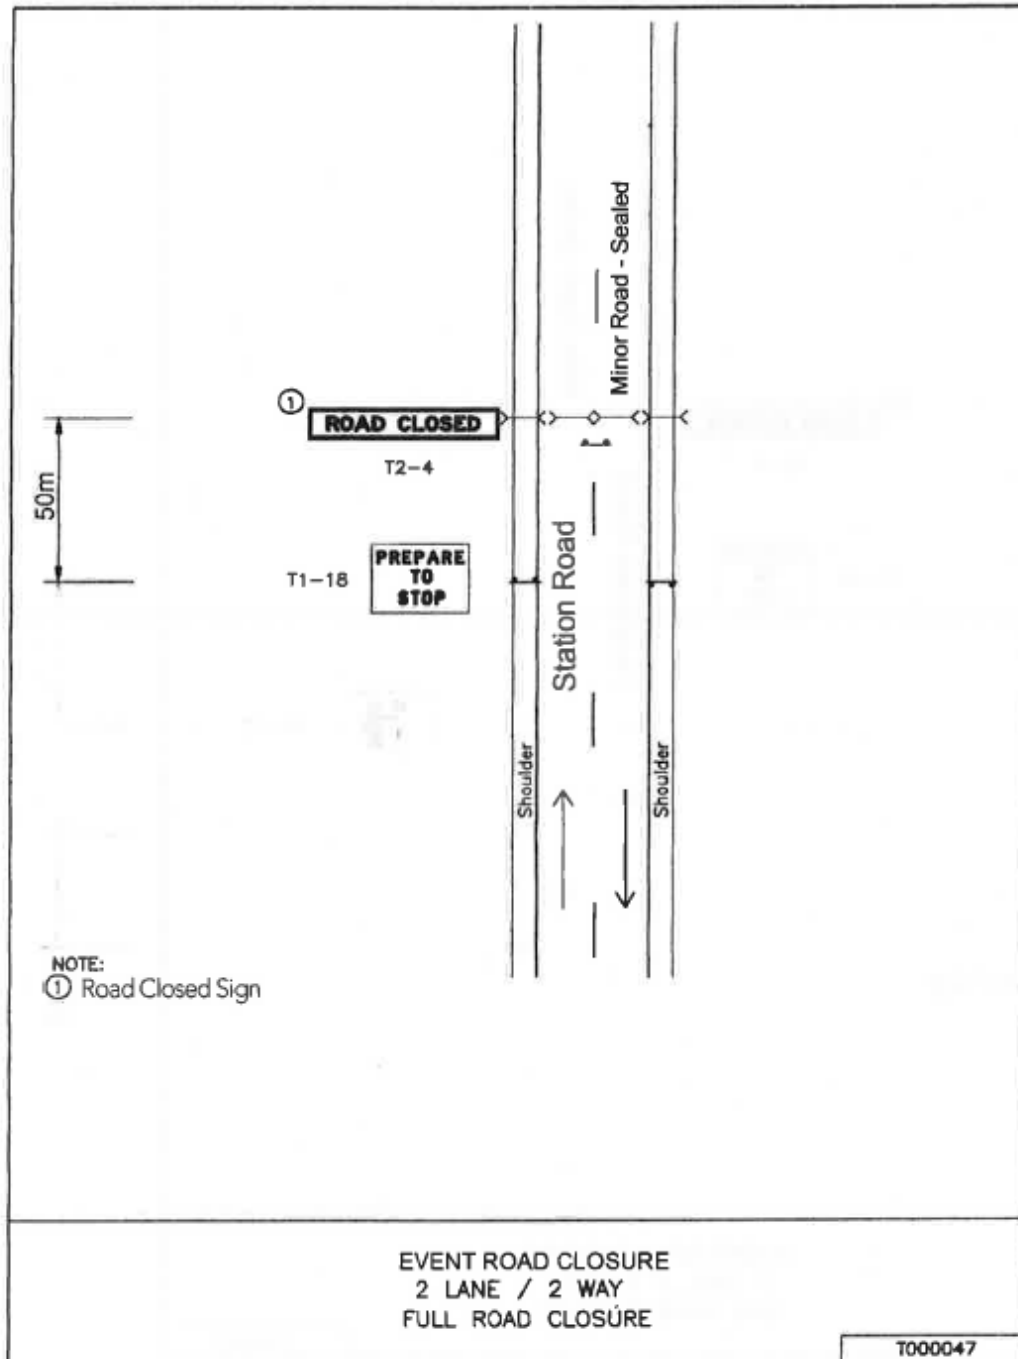 Minor Road - Sealed
①
ROAD CLOSED
T2-4
50m
T1-18
PREPARE
TO
STOP
Station Road
Shoulder
Shoulder
NOTE:
① Road Closed Sign
EVENT ROAD CLOSURE
2 LANE / 2 WAY
FULL ROAD CLOSÚRE
T000047